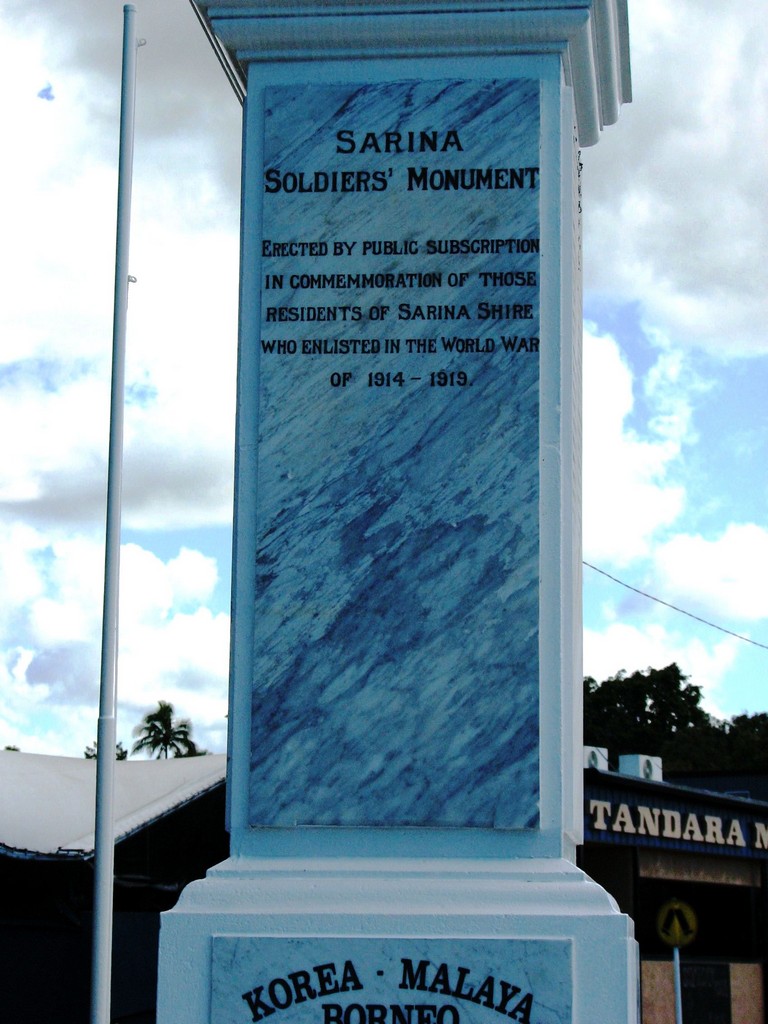 SARINA
SOLDIERS' MONUMENT
ERECTED BY PUBLIC SUBSCRIPTION
IN COMMEMMORATION OF THOSE
RESIDENTS OF SARINA SHIRE
WHO ENLISTED IN THE WORLD WAR
OF 1914 - 1919.
TANDARA
KOREA · MALAYA
BORNEO